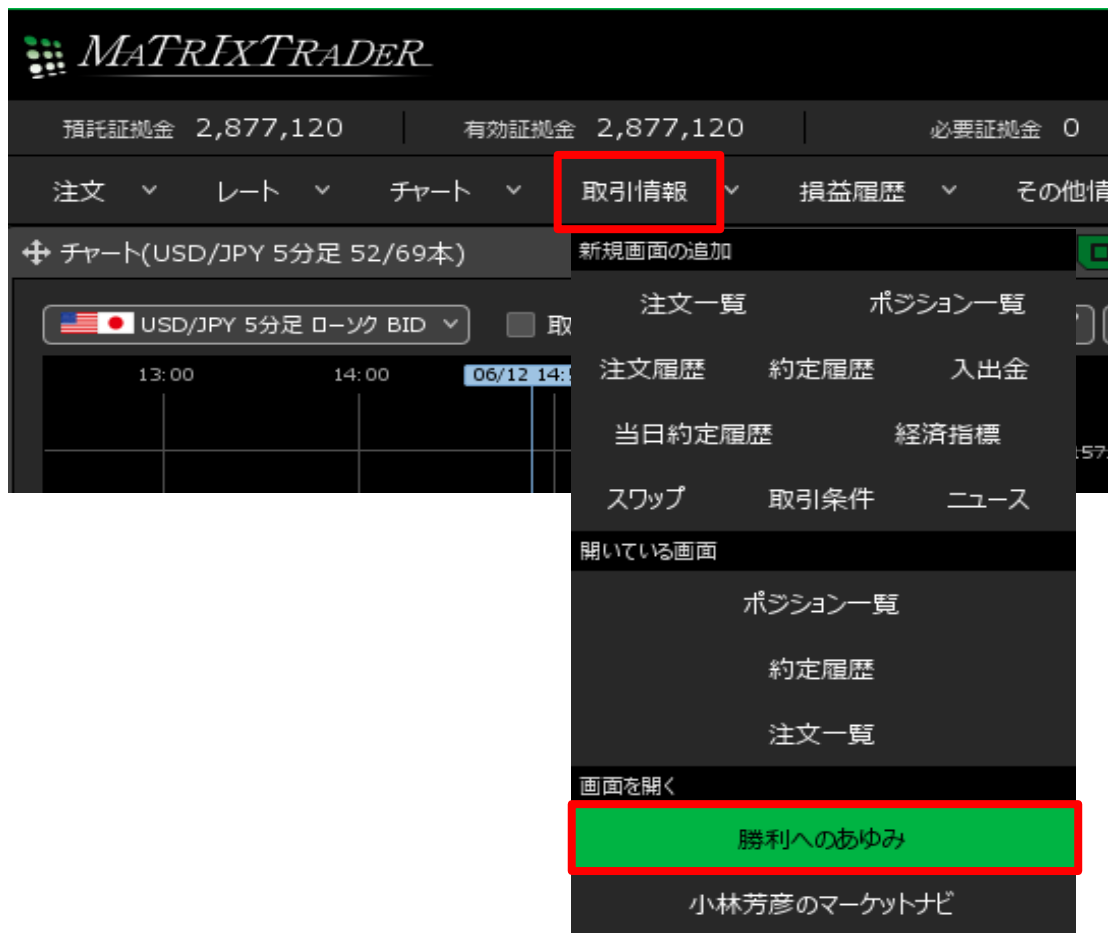 MATRIXTRADER
預託証拠金 2,877,120 有効証拠金 2,877,120 必要証拠金 0
注文 レート チャート 取引情報 損益履歴 その他情
チャート(USD/JPY 5分足 52/69本)
新規画面の追加
注文一覧 ポジション一覧
USD/JPY 5分足 ローソク BID 取
注文履歴 約定履歴 入出金
13:00 14:00 06/12 14:
当日約定履歴 経済指標
:57:
スワップ 取引条件 ニュース
開いている画面
ポジション一覧
約定履歴
注文一覧
画面を開く
勝利へのあゆみ
小林芳彦のマーケットナビ